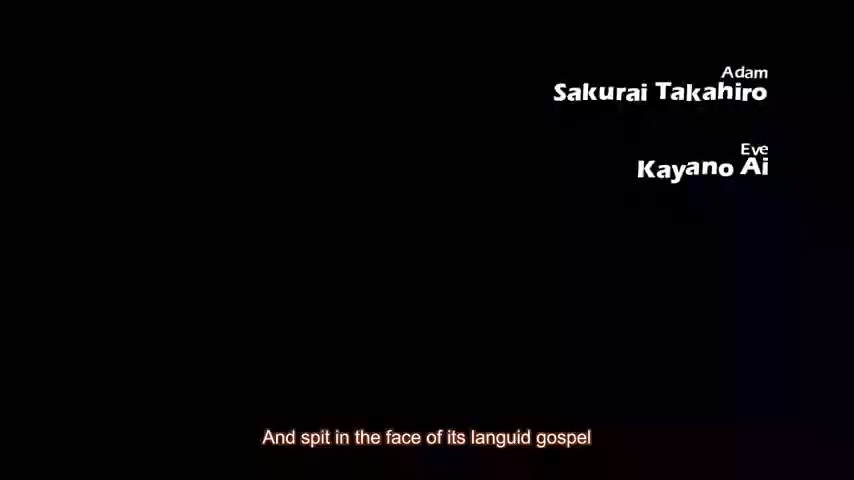 Adam
Sakurai Takahiro
Eve
Kayano Ai
And spit in the face of its languid gospel